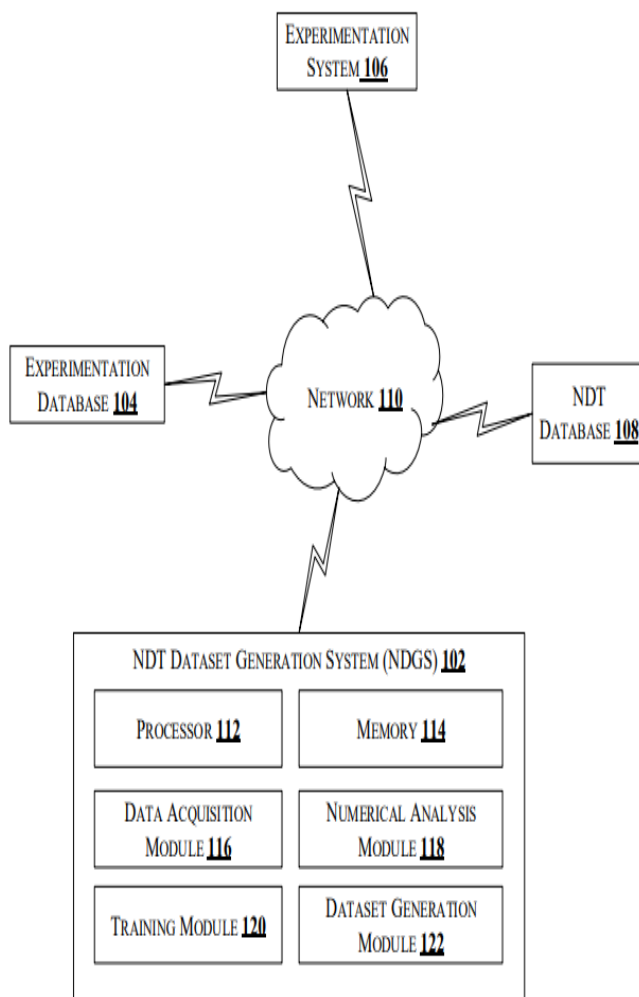 EXPERIMENTATION
SYSTEM 106
EXPERIMENTATION
DATABASE 104
NETWORK 110
NDT
DATABASE 108
NDT DATASET GENERATION SYSTEM (NDGS) 102
PROCESSOR 112
MEMORY 114
DATA ACQUISITION
MODULE 116
NUMERICAL ANALYSIS
MODULE 118
TRAINING MODULE 120
DATASET GENERATION
MODULE 122